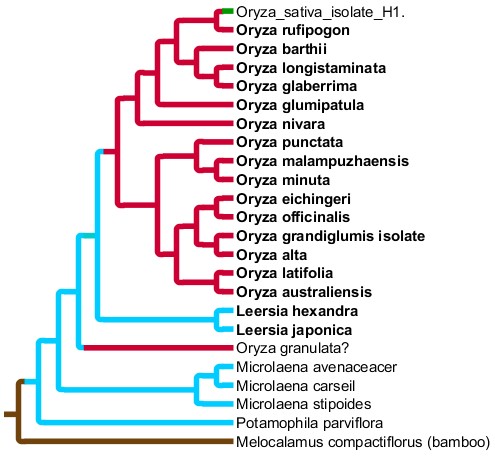 Oryza_sativa_isolate_H1.
Oryza rufipogon
Oryza barthii
Oryza longistaminata
Oryza glaberrima
Oryza glumipatula
Oryza nivara
Oryza punctata
Oryza malampuzhaensis
Oryza minuta
Oryza eichingeri
Oryza officinalis
Oryza grandiglumis isolate
Oryza alta
Oryza latifolia
Oryza australiensis
Leersia hexandra
Leersia japonica
Oryza granulata?
Microlaena avenaceacer
Microlaena carseil
Microlaena stipoides
Potamophila parviflora
Melocalamus compactiflorus (bamboo)